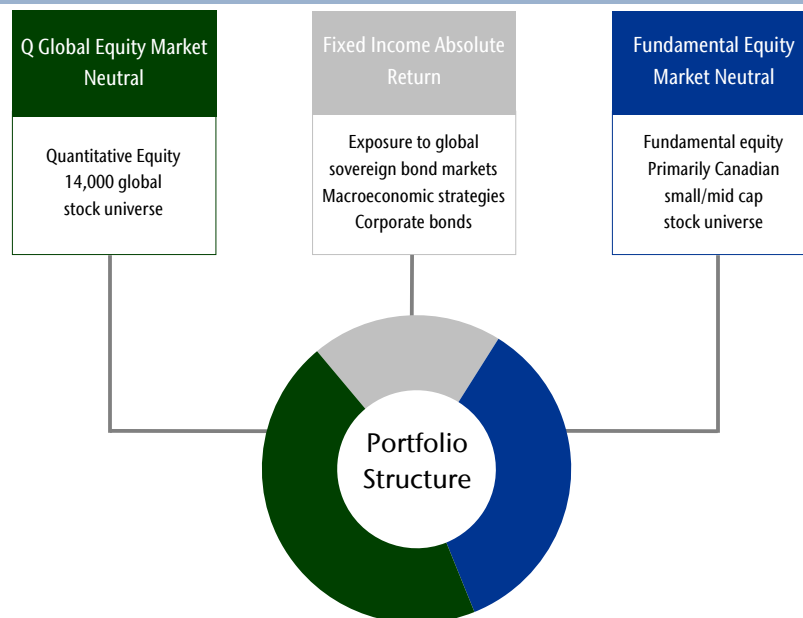 Q Global Equity Market
Neutral
Quantitative Equity
14,000 global
stock universe
Fixed Income Absolute
Return
Exposure to global
sovereign bond markets
Macroeconomic strategies
Corporate bonds
Fundamental Equity
Market Neutral
Fundamental equity
Primarily Canadian
small/mid cap
stock universe
Portfolio
Structure